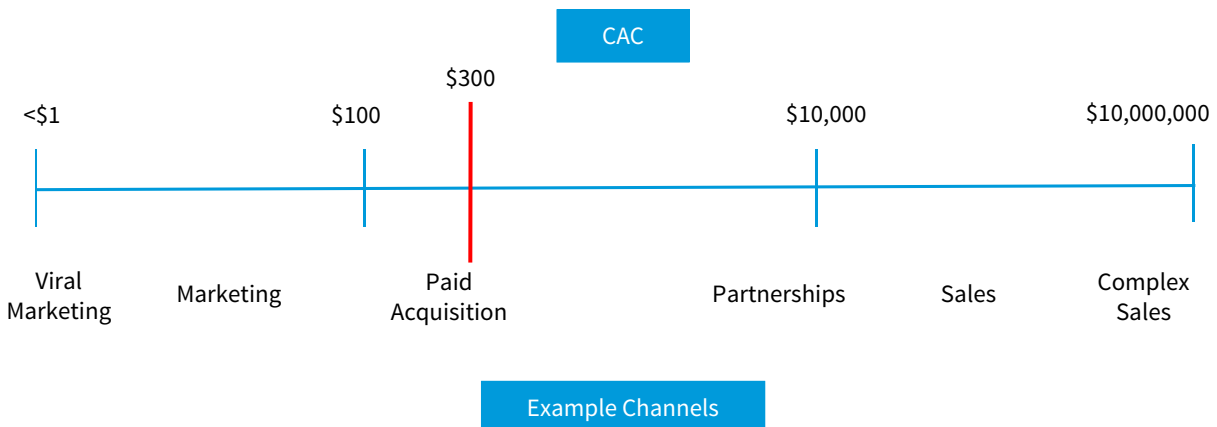 CAC
$300
<$1
$100
$10,000
$10,000,000
Viral
Marketing
Marketing
Paid
Acquisition
Partnerships
Sales
Complex
Sales
Example Channels